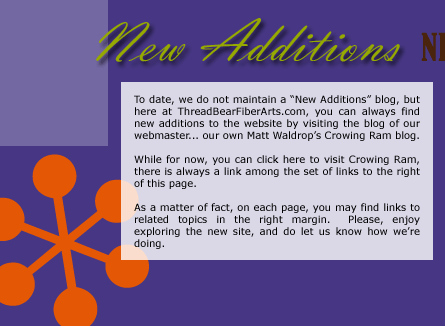 New Additions
To date, we do not maintain a “New Additions” blog, but
here at ThreadBearFiberArts.com, you can always find
new additions to the website by visiting the blog of our
webmaster... our own Matt Waldrop’s Crowing Ram blog.
While for now, you can click here to visit Crowing Ram,
there is always a link among the set of links to the right
of this page.
As a matter of fact, on each page, you may find links to
related topics in the right margin. Please, enjoy
exploring the new site, and do let us know how we’re
doing.